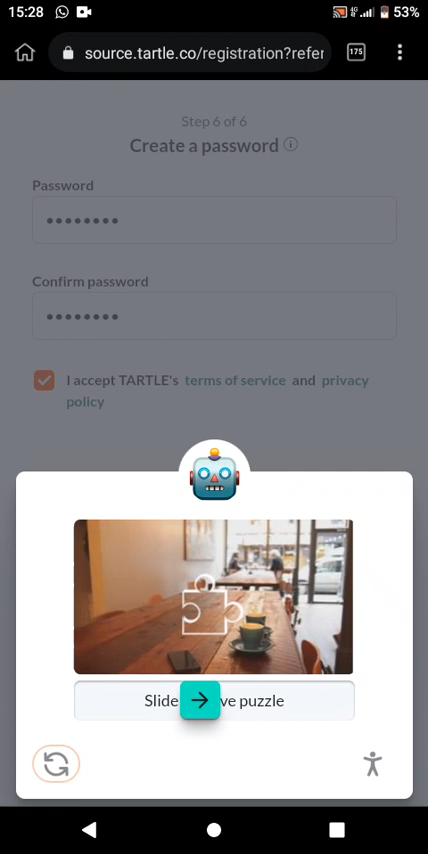 15:28
4G
53%
source.tartle.co/registration?refer
175
Step 6 of 6
Create a password
Password
••••••••
Confirm password
••••••••
I accept TARTLE's terms of service and privacy
policy
Slide
ve puzzle